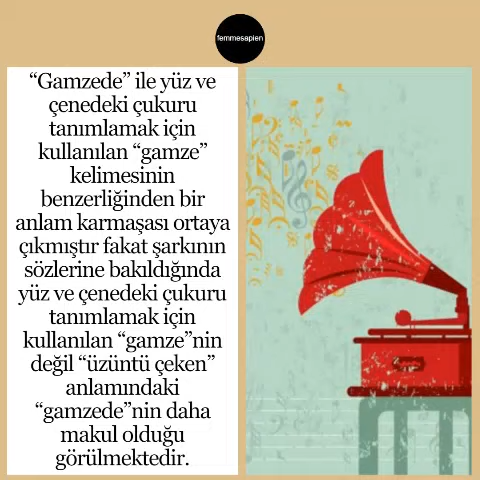 femmesapien
“Gamzede” ile yüz ve
çenedeki çukuru
tanımlamak için
kullanılan “gamze”
kelimesinin
benzerliğinden bir
anlam karmaşası ortaya
çıkmıştır fakat şarkının
sözlerine bakıldığında
yüz ve çenedeki çukuru
tanımlamak için
kullanılan “gamze”nin
değil “üzüntü çeken”
anlamındaki
“gamzede”nin daha
makul olduğu
görülmektedir.